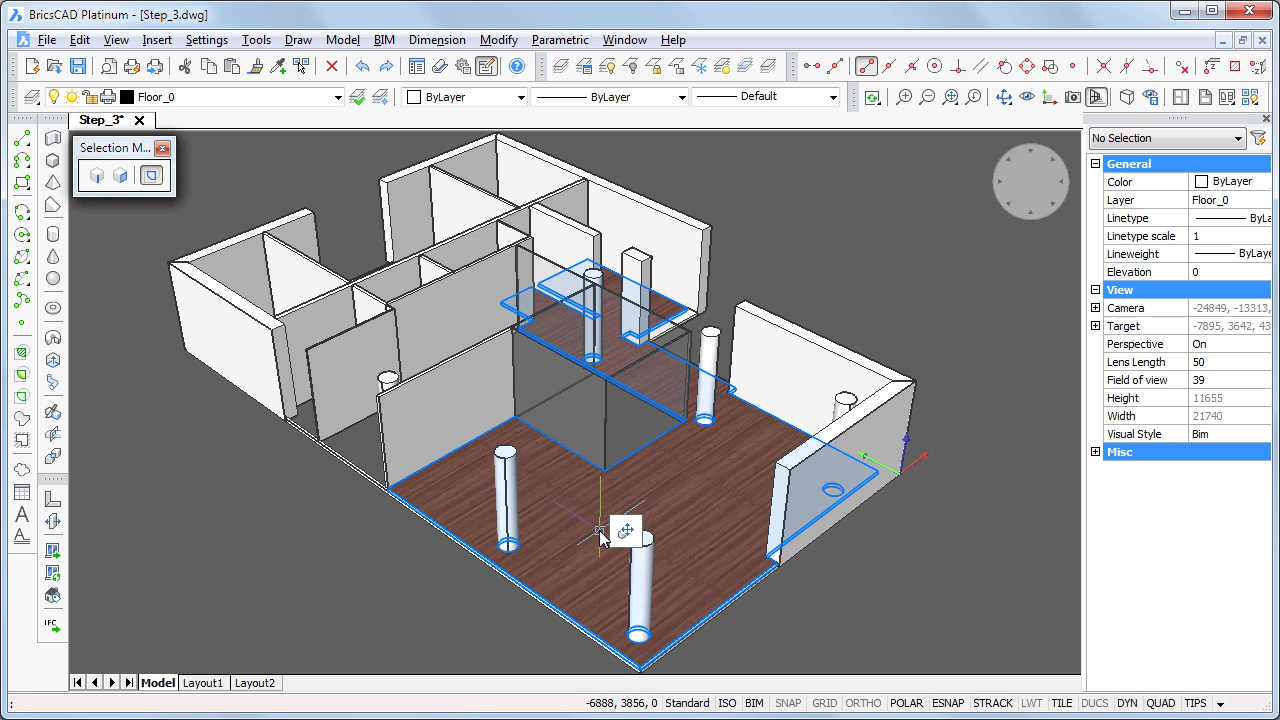 BricsCAD Platinum - [Step_3.dwg]
File Edit View Insert Settings Tools Draw Model BIM Dimension Modify Parametric Window Help
Floor_0 ByLayer ByLayer Default
Step_3*
Selection M...
No Selection
General
Color ByLayer
Layer Floor_0
Linetype ByLa
Linetype scale 1
Lineweight ByLaye
Elevation 0
View
Camera -24849, -13313,
Target -7895, 3642, 43
Perspective On
Lens Length 50
Field of view 39
Height 11655
Width 21740
Visual Style Bim
Misc
A
A
IFC
Model Layout1 Layout2
: -6888, 3856, 0 Standard ISO BIM SNAP GRID ORTHO POLAR ESNAP STRACK LWT TILE DUCS DYN QUAD TIPS